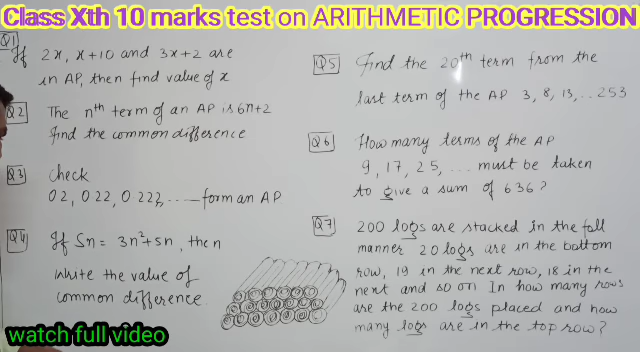 Class Xth 10 marks test on ARITHMETIC PROGRESSION
Q1
If 2x, x+10 and 3x+2 are
in AP, then find value of x
Q2 The nth term of an AP is 6n+2
find the common difference
Q3 Check
0 2, 0 22, 0 222, .... form an AP
Q4 If Sn = 3n²+5n, then
Write the value of
common difference.
Q5 Find the 20th term from the
last term of the AP 3, 8, 13, .. 253
Q6 How many terms of the AP
9, 17, 25, ... must be taken
to give a sum of 636?
Q7 200 logs are stacked in the foll
manner 20 logs are in the bottom
row, 19 in the next row, 18 in the
next and so on In how many rows
are the 200 logs placed and how
many logs are in the top row?
watch full video